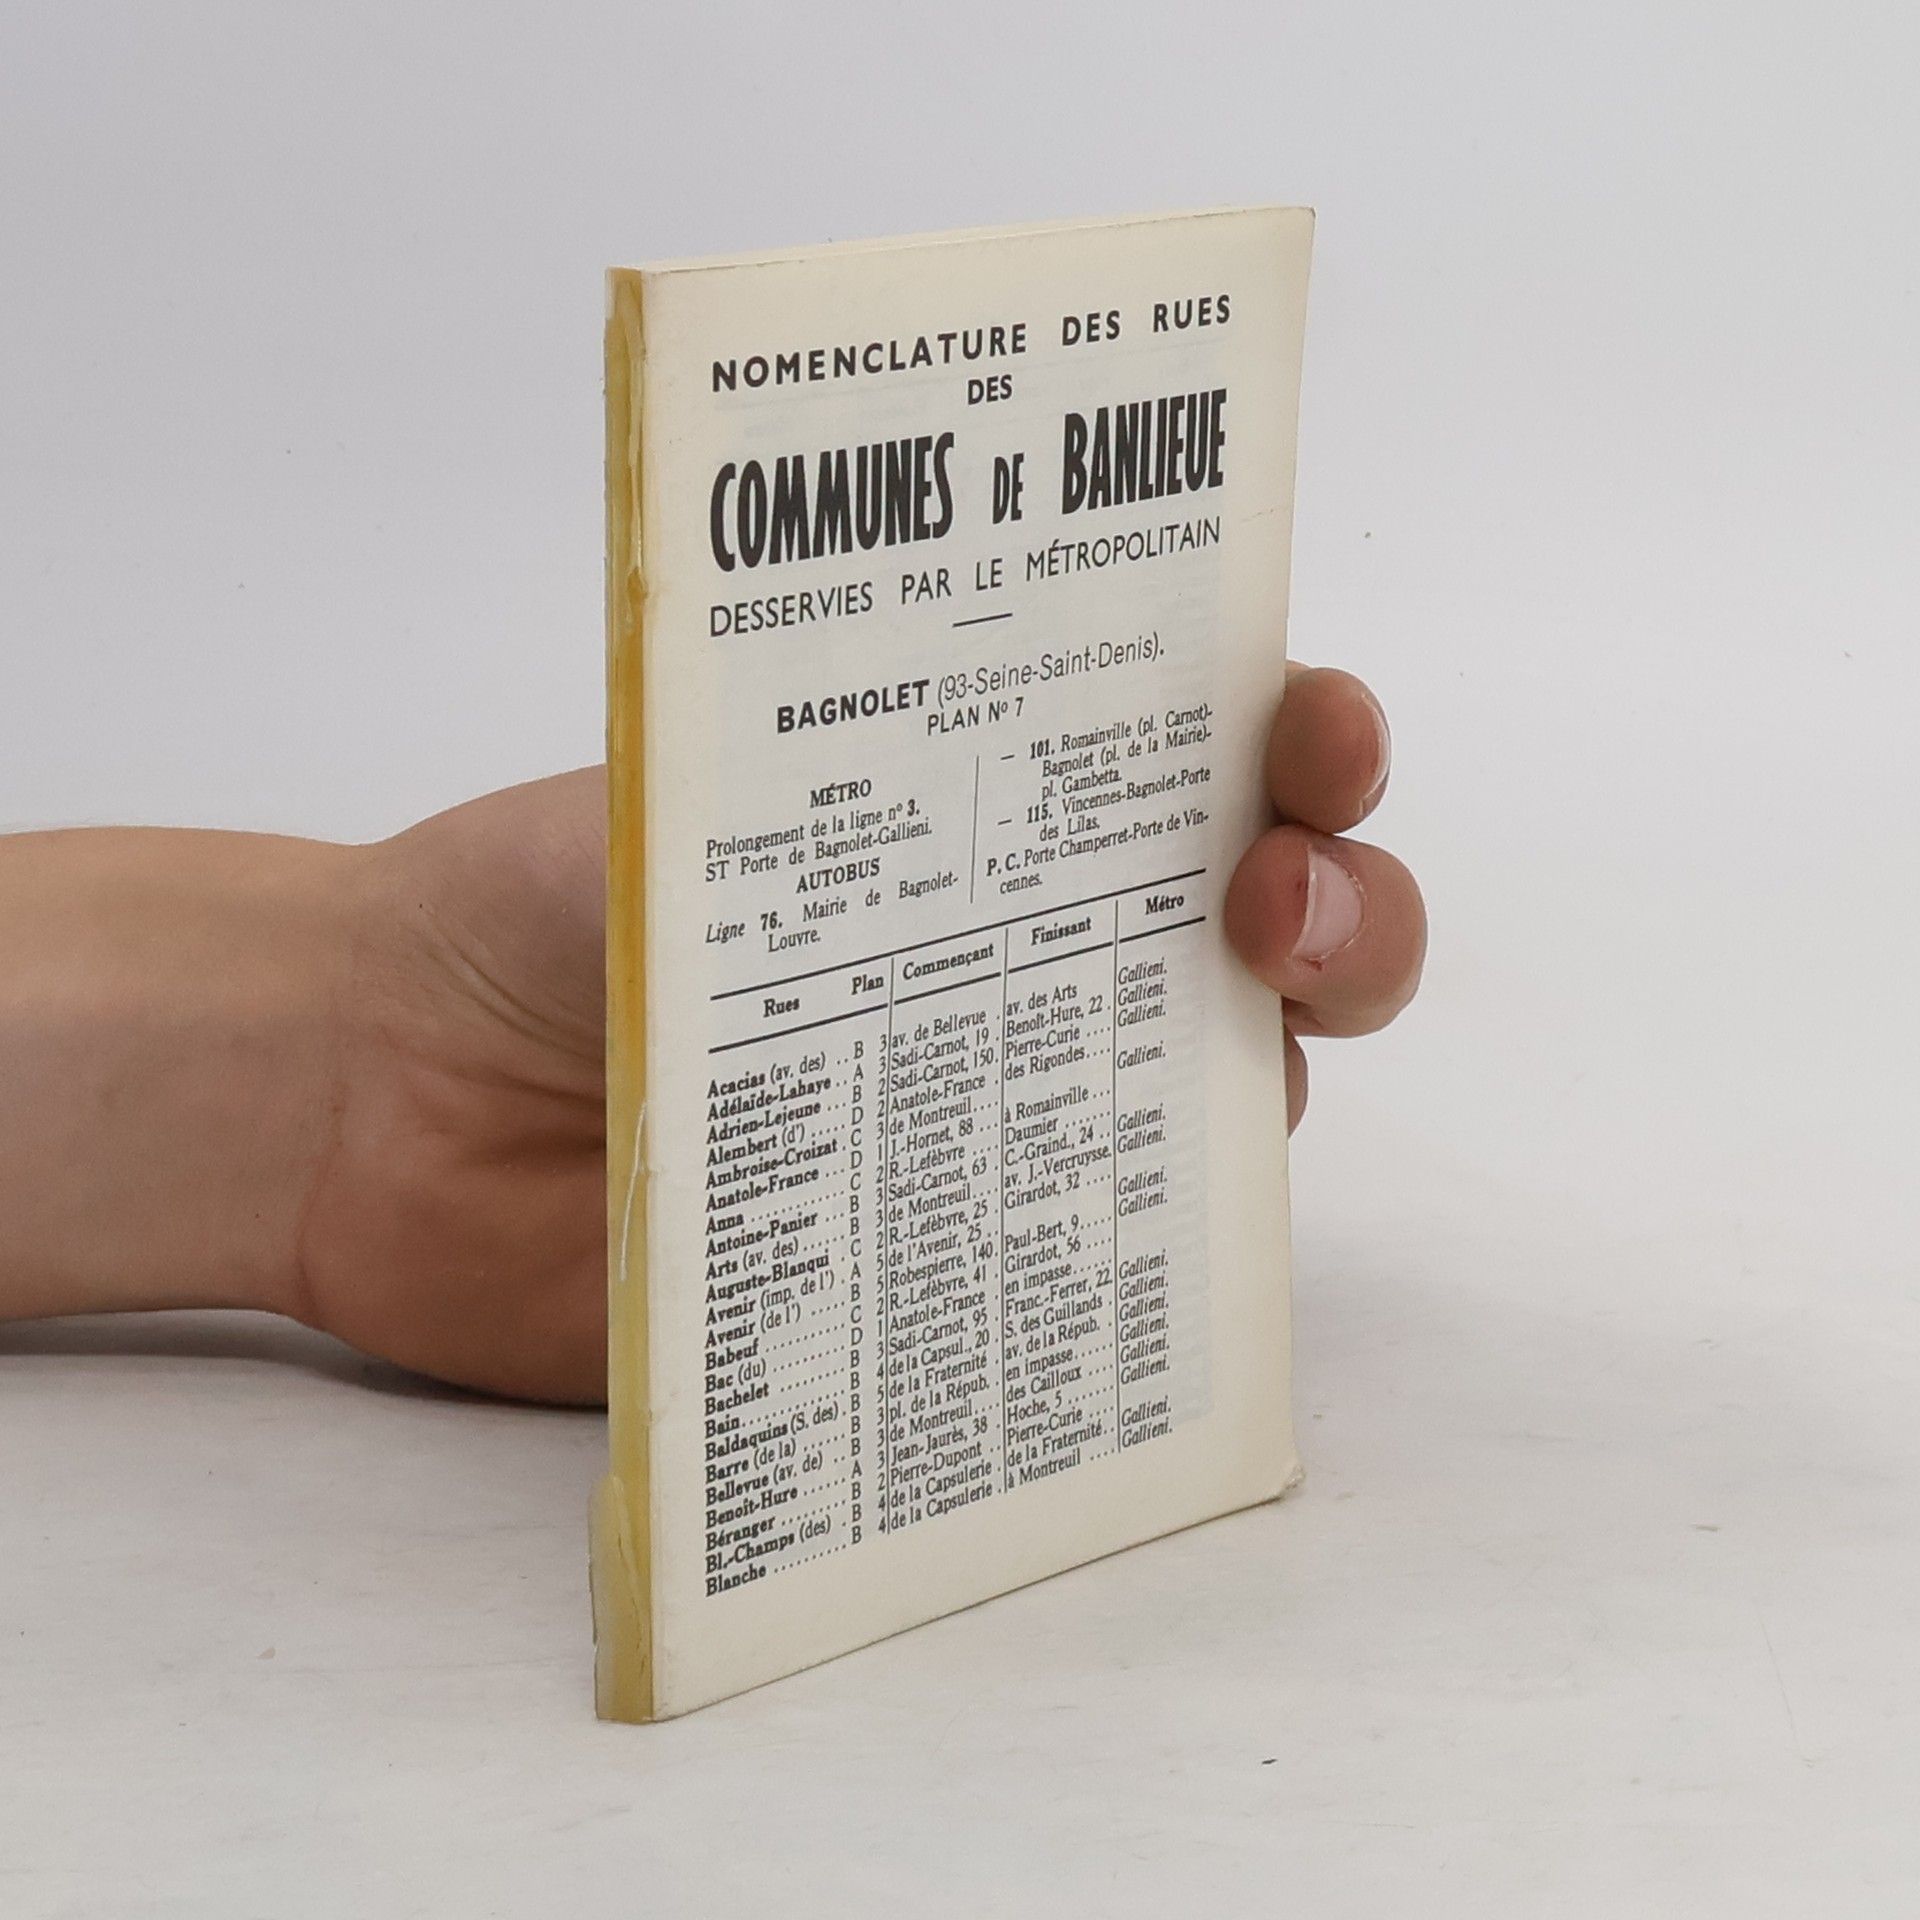 NOMENCLATURE DES RUES
DES
COMMUNES DE BANLIEUE
DESSERVIES PAR LE MÉTROPOLITAIN
BAGNOLET (93-Seine-Saint-Denis).
PLAN Nº 7
MÉTRO
Prolongement de la ligne nº 3.
ST Porte de Bagnolet-Gallieni.
AUTOBUS
Ligne 76. Mairie de Bagnolet-
Louvre.
— 101. Romainville (pl. Carnot)-
Bagnolet (pl. de la Mairie)-
pl. Gambetta.
— 115. Vincennes-Bagnolet-Porte
des Lilas.
P. C. Porte Champerret-Porte de Vin-
cennes.
Rues Plan Commençant Finissant Métro
Acacias (av. des) .. B 3 av. de Bellevue . av. des Arts Gallieni.
Adélaïde-Lahaye .. A 3 Sadi-Carnot, 19 . Benoît-Hure, 22 . Gallieni.
Adrien-Lejeune ... B 2 Sadi-Carnot, 150. Pierre-Curie .... Gallieni.
Alembert (d') ..... D 2 Anatole-France . des Rigondes....
Ambroise-Croizat . C 3 de Montreuil.... Gallieni.
Anatole-France ... D 1 J.-Hornet, 88 ... à Romainville ...
Anna .......... C 2 R.-Lefèbvre .... Daumier .......
Antoine-Panier ... B 3 Sadi-Carnot, 63 . C.-Graind., 24 .. Gallieni.
Arts (av. des)...... B 3 de Montreuil.... av. J.-Vercruysse. Gallieni.
Auguste-Blanqui . C 2 R.-Lefèbvre, 25 . Girardot, 32 ....
Avenir (imp. de l') . A 5 de l'Avenir, 25 .. Gallieni.
Avenir (de l') ..... B 5 Robespierre, 140. Paul-Bert, 9..... Gallieni.
Babeuf .......... C 2 R.-Lefèbvre, 41 . Girardot, 56 ....
Bac (du) .......... D 1 Anatole-France . en impasse......
Bachelet ......... B 3 Sadi-Carnot, 95 . Franc.-Ferrer, 22. Gallieni.
Bain............. B 4 de la Capsul., 20 . S. des Guillands . Gallieni.
Baldaquins (S. des) . B 5 de la Fraternité . av. de la Répub. . Gallieni.
Barre (de la) ...... B 3 pl. de la Répub. . en impasse...... Gallieni.
Bellevue (av. de) .. B 3 de Montreuil.... des Cailloux .... Gallieni.
Benoît-Hure ...... A 3 Jean-Jaurès, 38 . Hoche, 5 ....... Gallieni.
Béranger ........ B 2 Pierre-Dupont .. Pierre-Curie ....
Bl.-Champs (des) . B 4 de la Capsulerie . de la Fraternité.. Gallieni.
Blanche .......... B 4 de la Capsulerie . à Montreuil .... Gallieni.